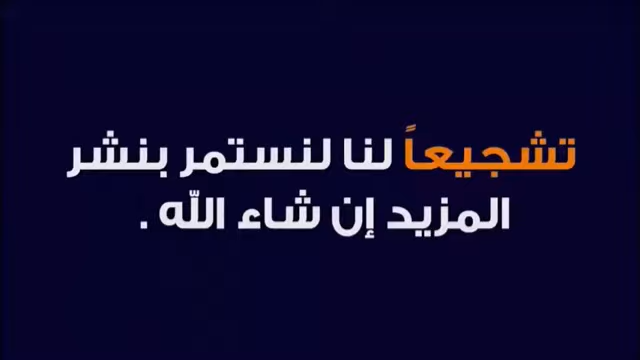 تشجيعاً لنا لنستمر بنشر
المزيد إن شاء الله .